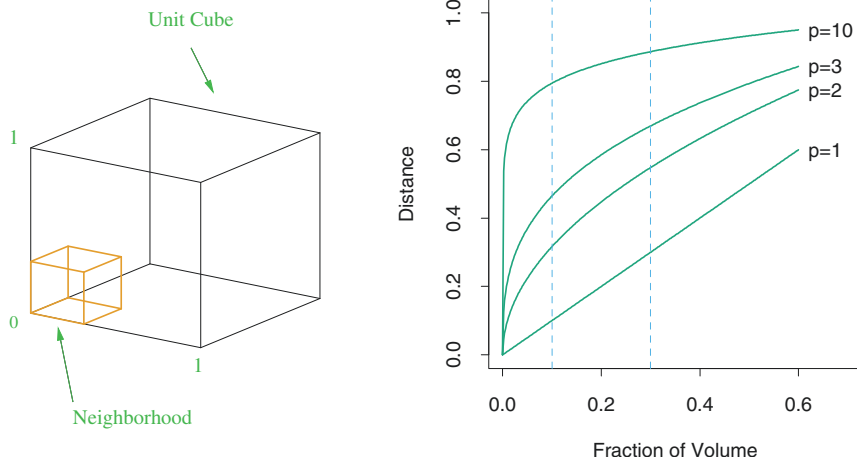 Unit Cube
1
0
1
Neighborhood
1.0
0.8
0.6
0.4
0.2
0.0
Distance
p=10
p=3
p=2
p=1
0.0 0.2 0.4 0.6
Fraction of Volume